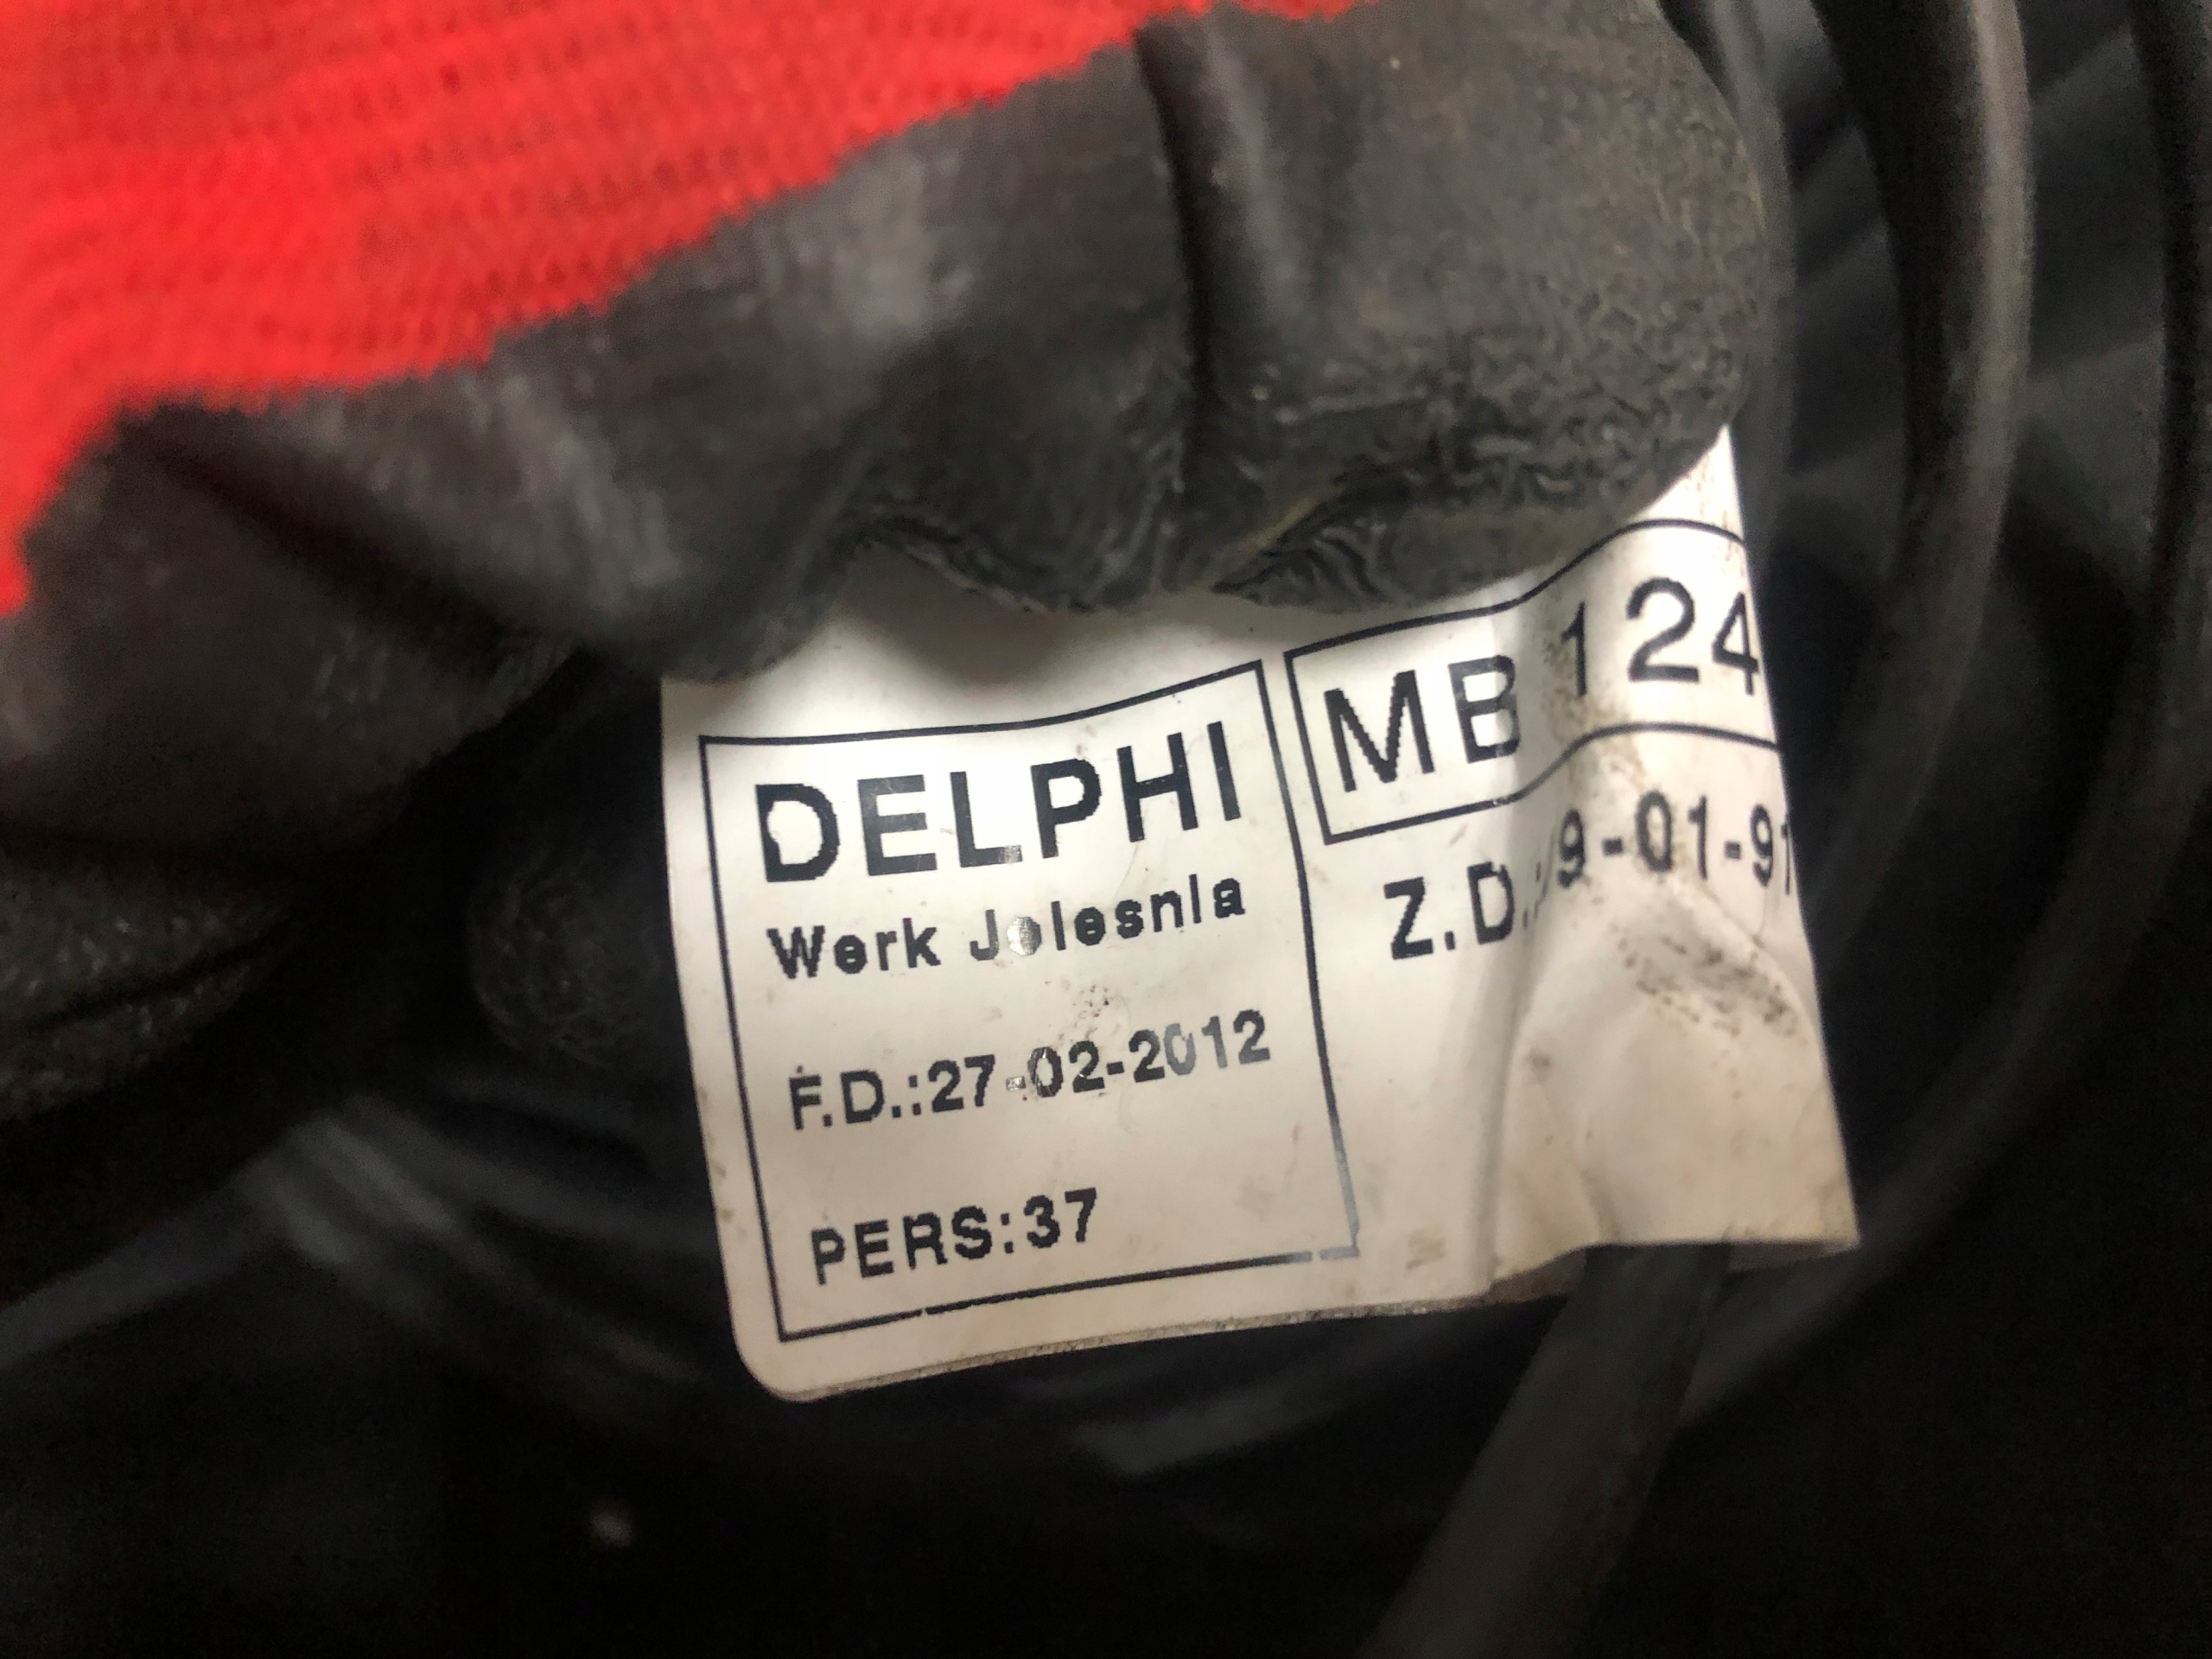 DELPHI
Werk Jelesnia
F.D.:27-02-2012
PERS:37
MB 124
Z.D.: